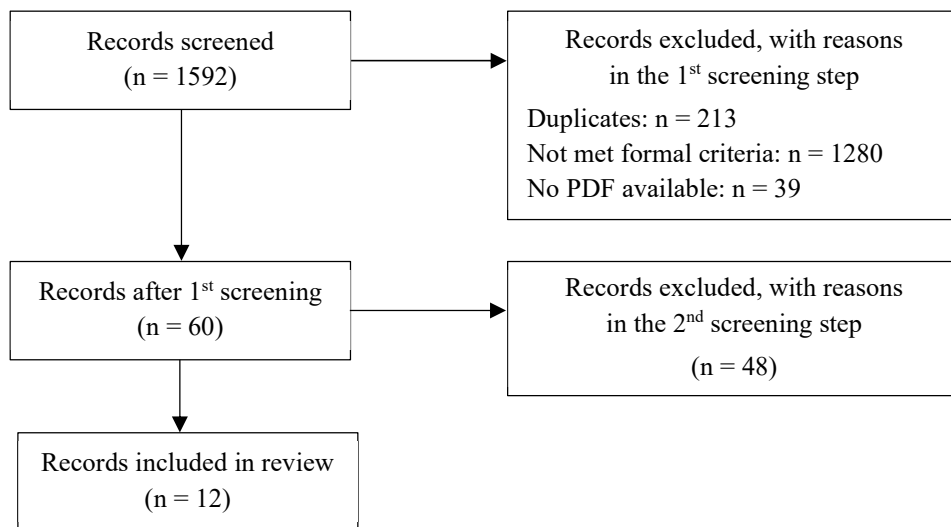 Records screened
(n = 1592)
Records excluded, with reasons
in the 1st screening step
Duplicates: n = 213
Not met formal criteria: n = 1280
No PDF available: n = 39
Records after 1st screening
(n = 60)
Records excluded, with reasons
in the 2nd screening step
(n = 48)
Records included in review
(n = 12)